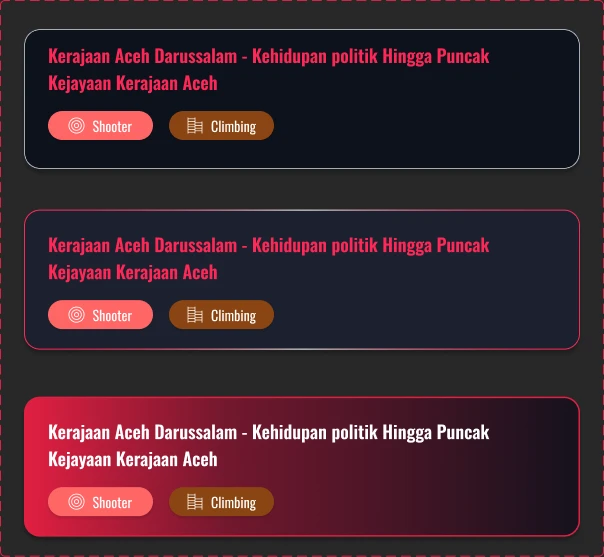 Kerajaan Aceh Darussalam - Kehidupan politik Hingga Puncak
Kejayaan Kerajaan Aceh
Shooter Climbing
Kerajaan Aceh Darussalam - Kehidupan politik Hingga Puncak
Kejayaan Kerajaan Aceh
Shooter Climbing
Kerajaan Aceh Darussalam - Kehidupan politik Hingga Puncak
Kejayaan Kerajaan Aceh
Shooter Climbing